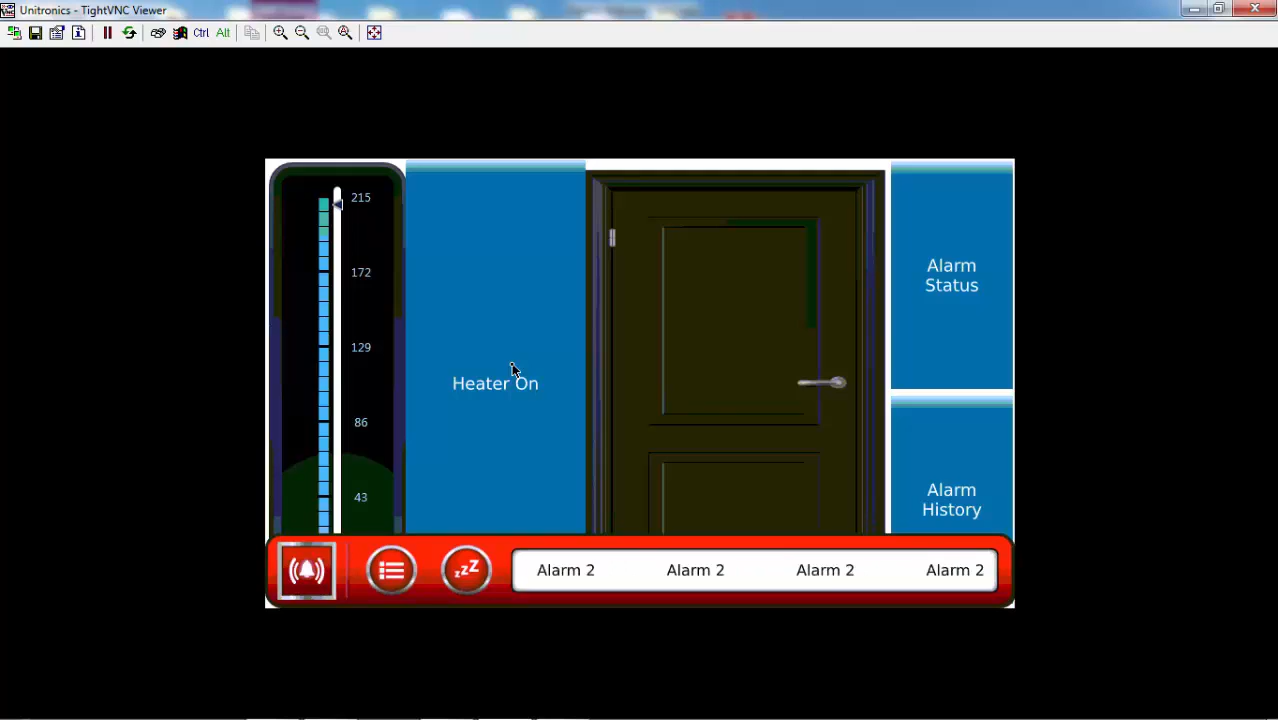 Unitronics - TightVNC Viewer
Ctrl Alt
215
172
129
86
43
Heater On
Alarm
Status
Alarm
History
zzZ
Alarm 2 Alarm 2 Alarm 2 Alarm 2